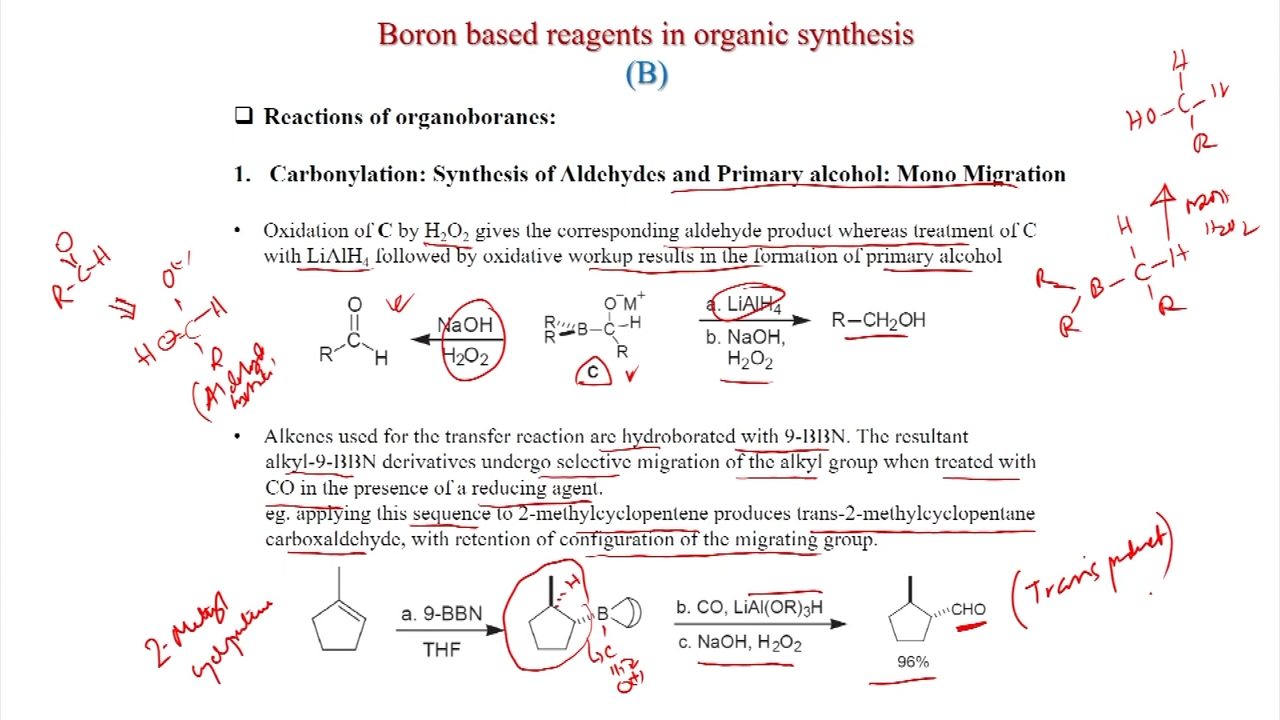 Boron based reagents in organic synthesis
(B)
❑ Reactions of organoboranes:
1. Carbonylation: Synthesis of Aldehydes and Primary alcohol: Mono Migration
• Oxidation of C by H₂O₂ gives the corresponding aldehyde product whereas treatment of C
with LiAlH₄ followed by oxidative workup results in the formation of primary alcohol
O
R C H
NaOH
H₂O₂
R R B C O⁻M⁺ H R
C
a. LiAlH₄
b. NaOH,
H₂O₂
R−CH₂OH
• Alkenes used for the transfer reaction are hydroborated with 9-BBN. The resultant
alkyl-9-BBN derivatives undergo selective migration of the alkyl group when treated with
CO in the presence of a reducing agent.
eg. applying this sequence to 2-methylcyclopentene produces trans-2-methylcyclopentane
carboxaldehyde, with retention of configuration of the migrating group.
a. 9-BBN
THF
H
B
b. CO, LiAl(OR)₃H
c. NaOH, H₂O₂
CHO
96%
(Trans product)
2-Methyl
cyclopentene
O
R-C-H
H
HO-C-H
R
NaOH
H₂O₂
H
R B-C-H
R R